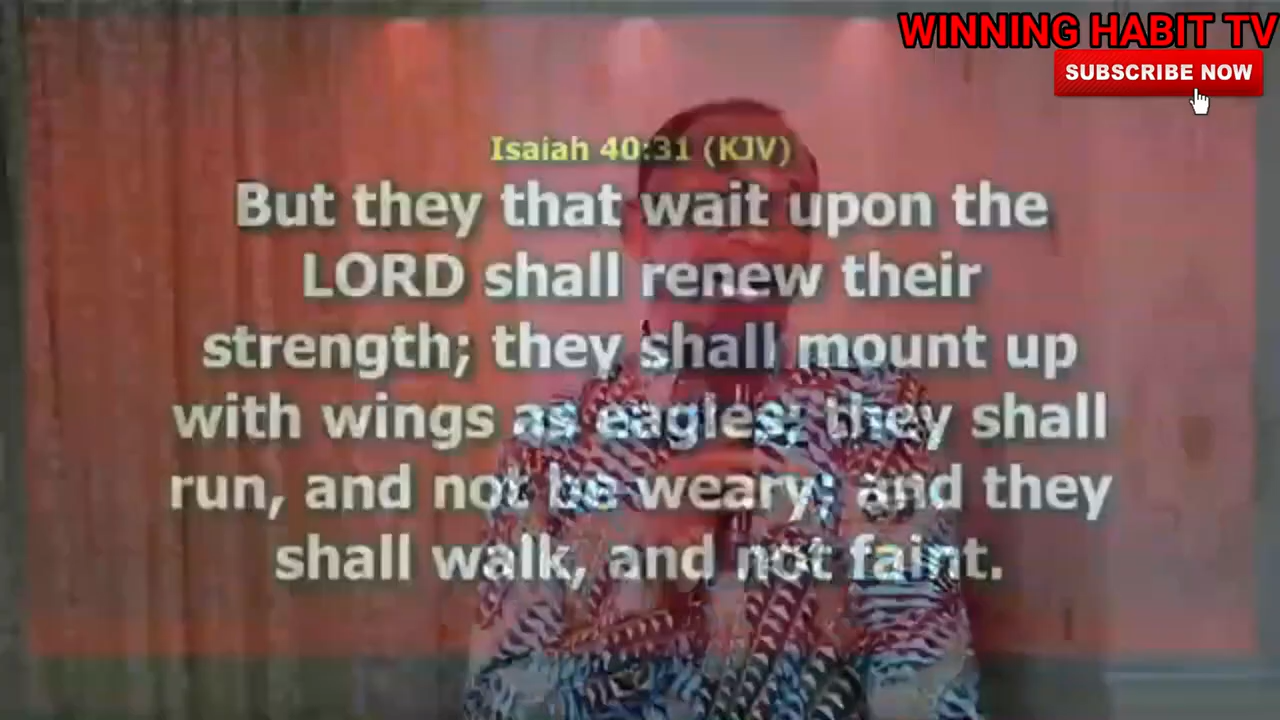 WINNING HABIT TV
SUBSCRIBE NOW
Isaiah 40:31 (KJV)
But they that wait upon the
LORD shall renew their
strength; they shall mount up
with wings as eagles; they shall
run, and not be weary; and they
shall walk, and not faint.